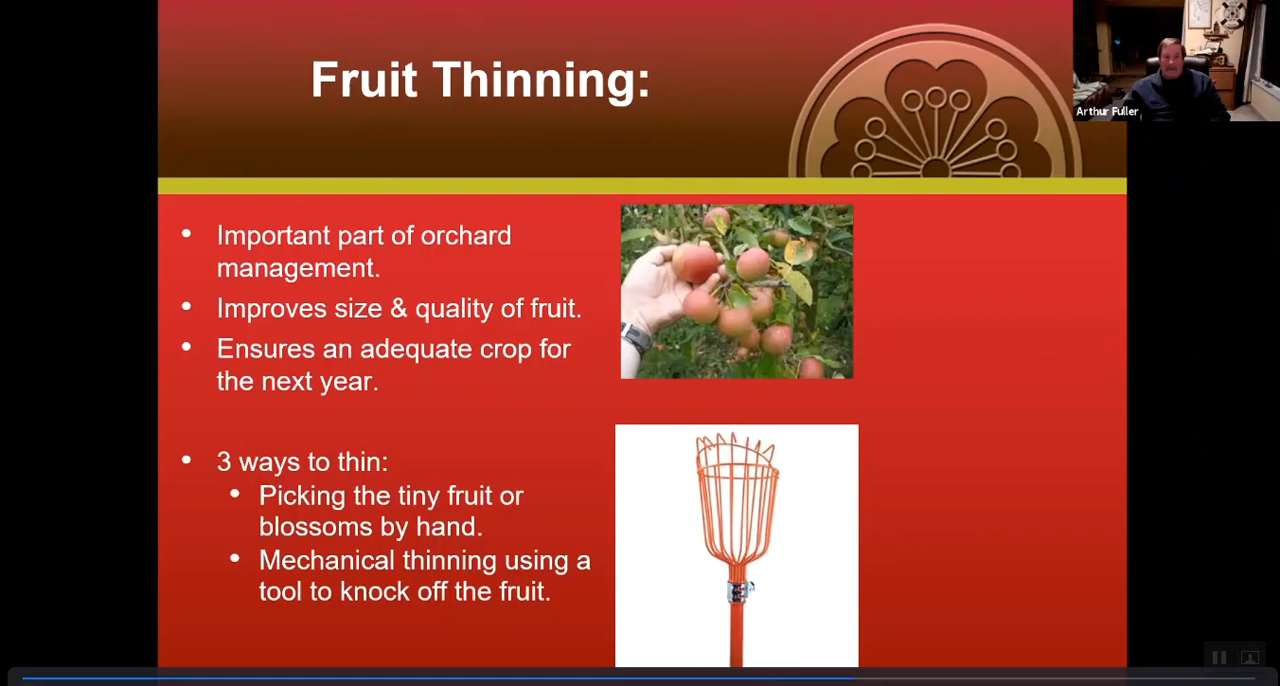 Fruit Thinning:
Arthur Fuller
• Important part of orchard
management.
• Improves size & quality of fruit.
• Ensures an adequate crop for
the next year.
• 3 ways to thin:
• Picking the tiny fruit or
blossoms by hand.
• Mechanical thinning using a
tool to knock off the fruit.